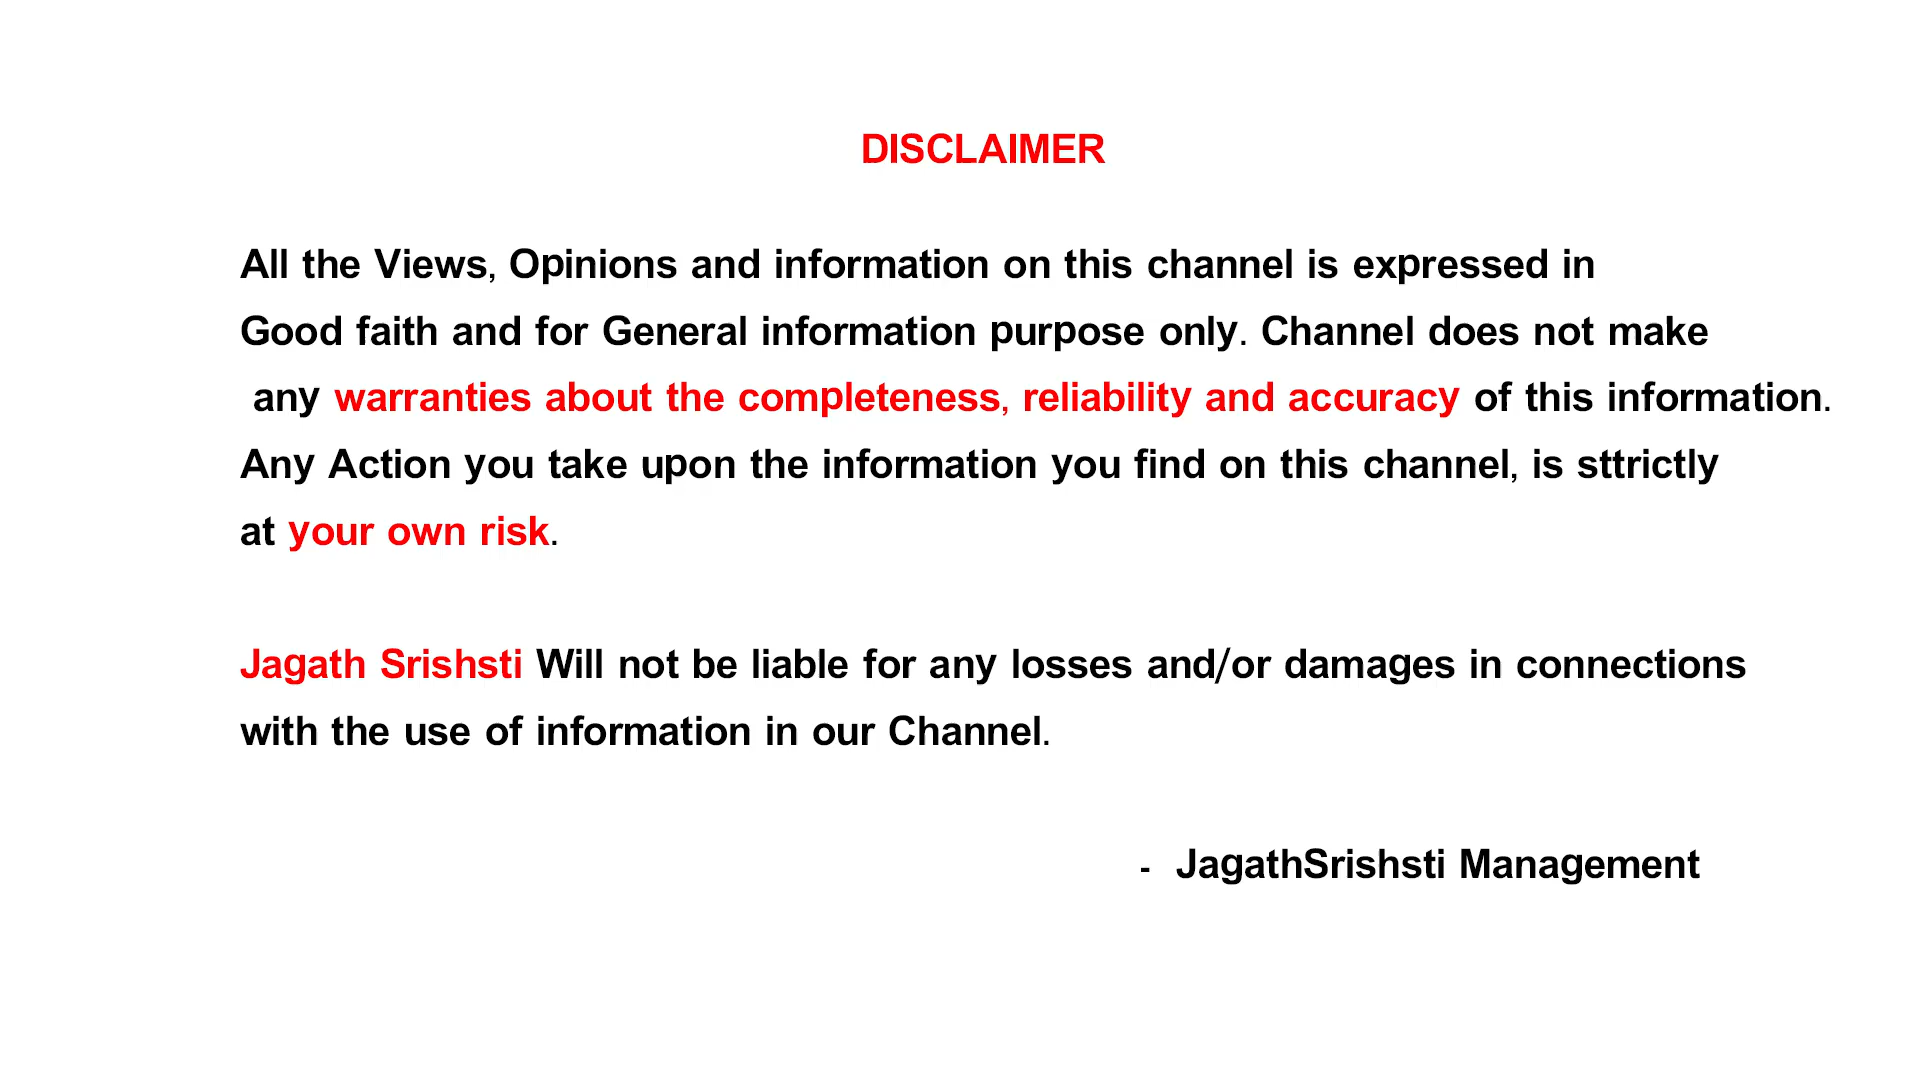 DISCLAIMER
All the Views, Opinions and information on this channel is expressed in
Good faith and for General information purpose only. Channel does not make
any warranties about the completeness, reliability and accuracy of this information.
Any Action you take upon the information you find on this channel, is sttrictly
at your own risk.
Jagath Srishsti Will not be liable for any losses and/or damages in connections
with the use of information in our Channel.
- JagathSrishsti Management